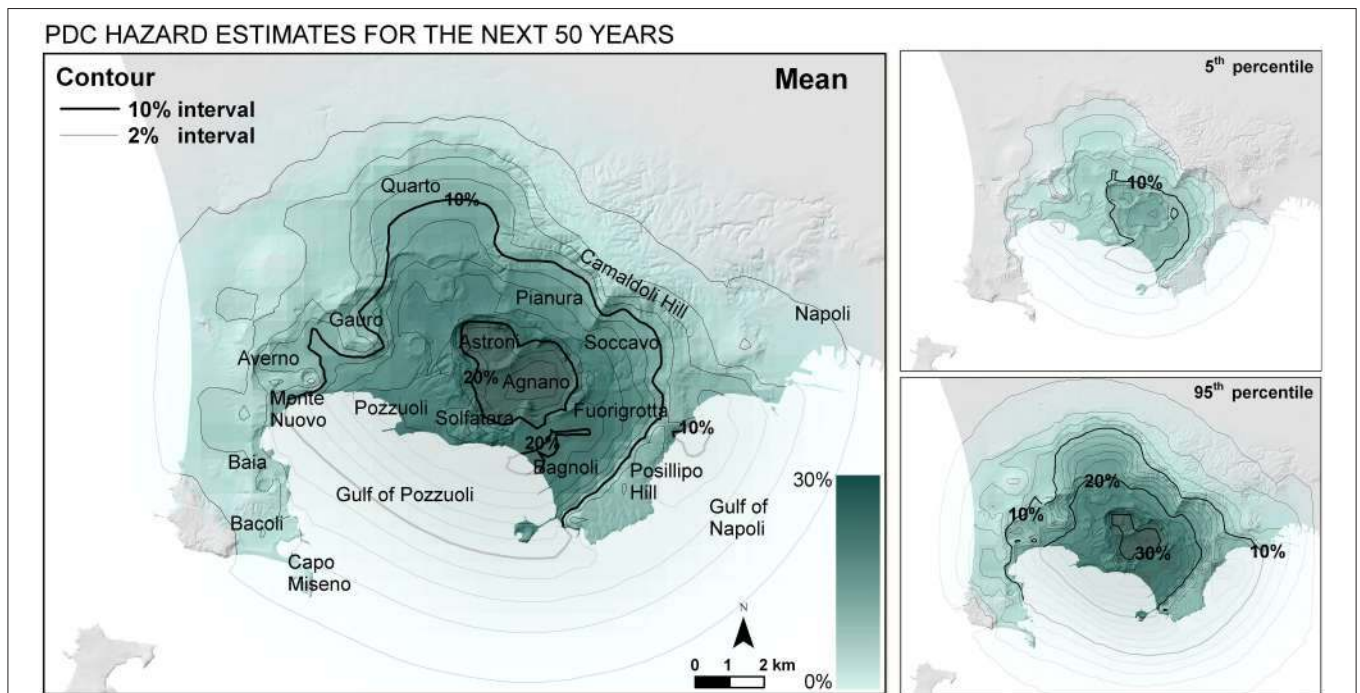 PDC HAZARD ESTIMATES FOR THE NEXT 50 YEARS
Contour
10% interval
2% interval
Mean
Quarto
10%
Camaldoli Hill
Pianura
Napoli
Gauro
Astroni
Soccavo
Averno
20%
Agnano
Monte
Nuovo
Pozzuoli
Solfatara
Fuorigrotta
10%
20%
Bagnoli
Baia
Posillipo
Hill
Gulf of Pozzuoli
Gulf of
Napoli
Bacoli
Capo
Miseno
30%
0%
N
0 1 2 km
5th percentile
10%
95th percentile
20%
10%
30%
10%